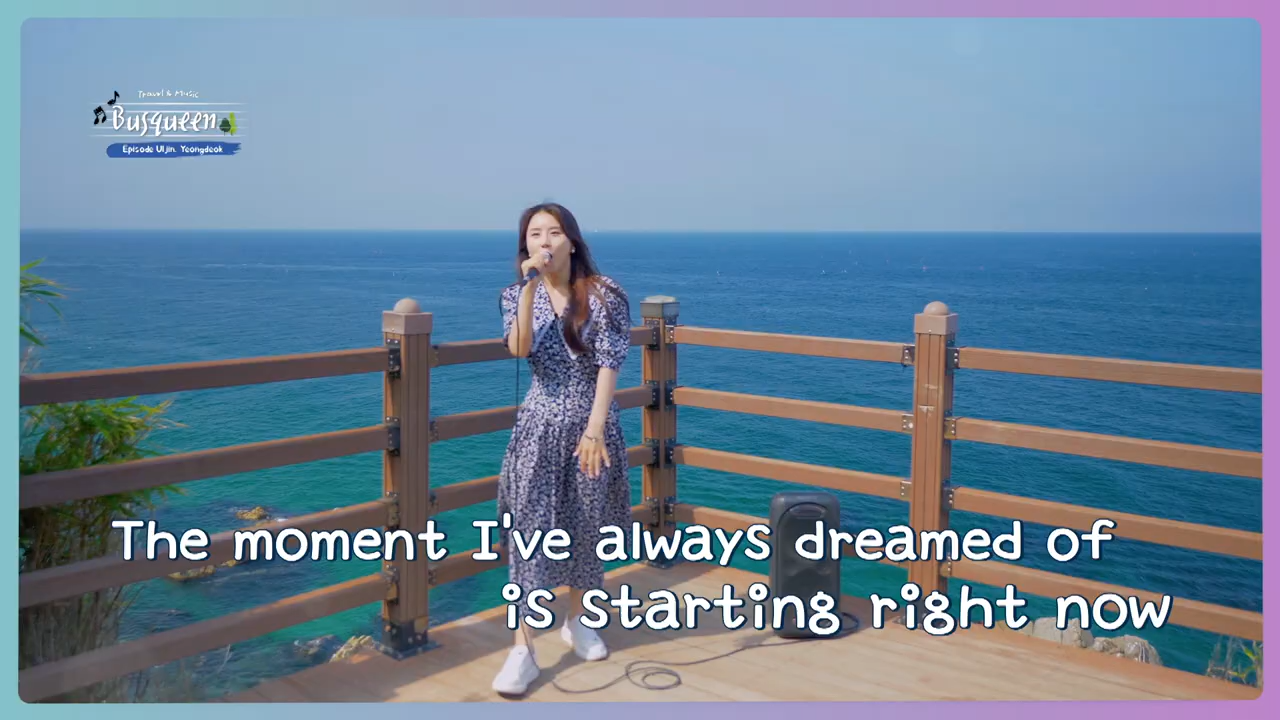 Travel & Music
Busqueen
Episode Uljin. Yeongdeok
The moment I've always dreamed of
is starting right now